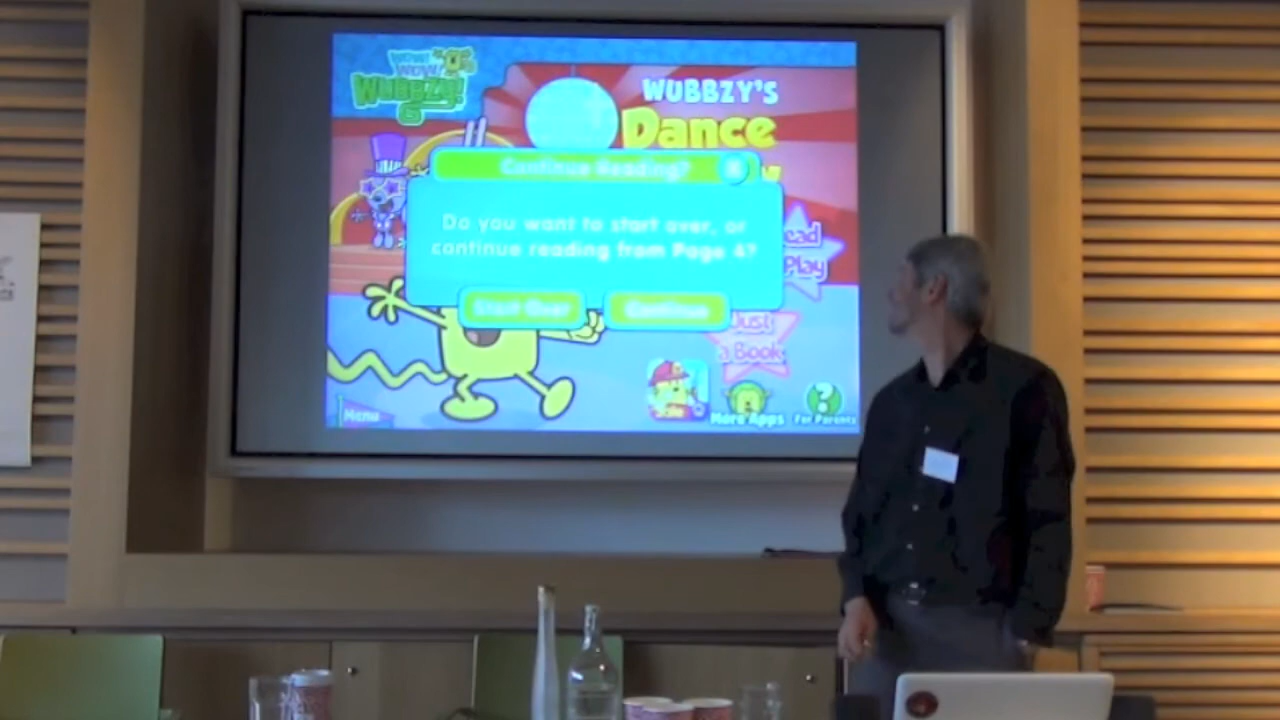 WOW!
WOW!
WUBBZY!
WUBBZY'S
Dance
Continue Reading?
Do you want to start over, or
continue reading from Page 4?
Start Over
Continue
ead
Play
Just
a Book
Menu
More Apps
For Parents
?